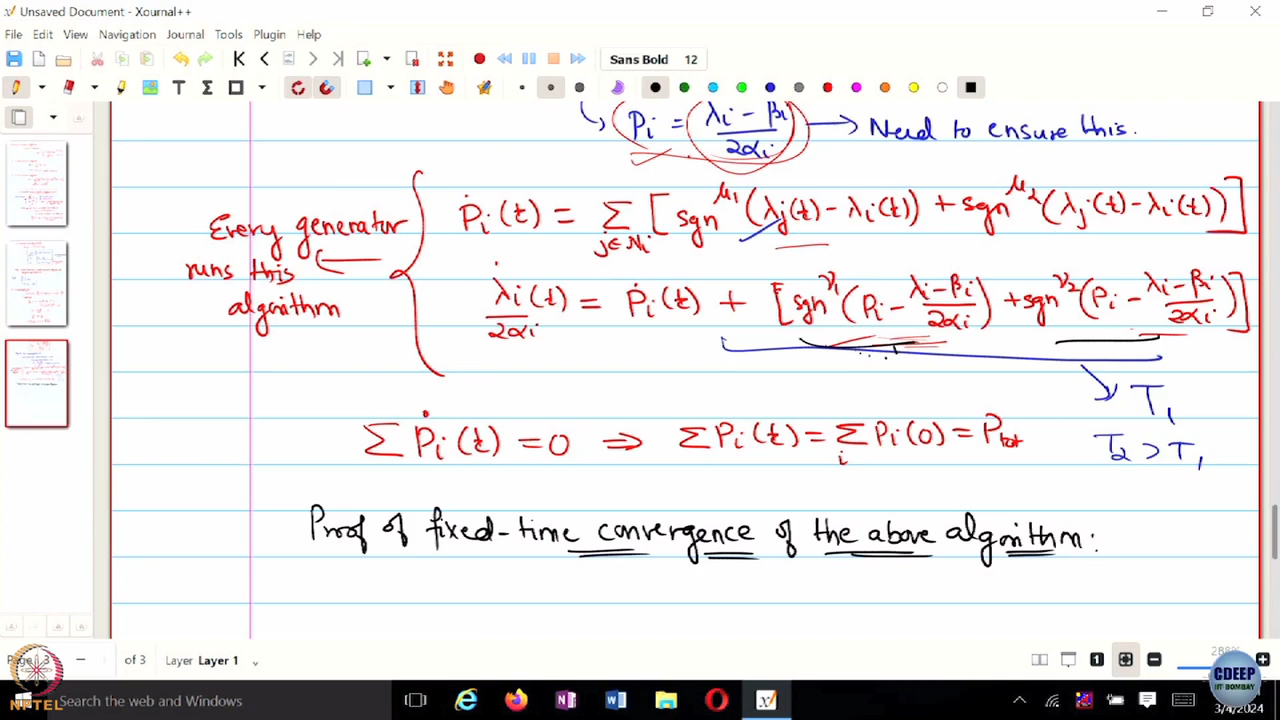 Unsaved Document - Xournal++
File Edit View Navigation Journal Tools Plugin Help
Sans Bold 12
Pi = (λi - βi)/2αi → Need to ensure this.
Every generator runs this algorithm
Ṗi(t) = Σ_{j∈Ni} [sgn^μ1 (λj(t) - λi(t)) + sgn^μ2 (λj(t) - λi(t))]
λ̇i(t)/2αi = Ṗi(t) + [sgn^ν1 (Pi - (λi - βi)/2αi) + sgn^ν2 (Pi - (λi - βi)/2αi)]
T1
T2 > T1
ΣṖi(t) = 0 ⇒ ΣPi(t) = Σ_i Pi(0) = Ptot
Proof of fixed-time convergence of the above algorithm:
of 3 Layer Layer 1
288%
Search the web and Windows
NPTEL
CDEEP
IIT BOMBAY
3/4/2024